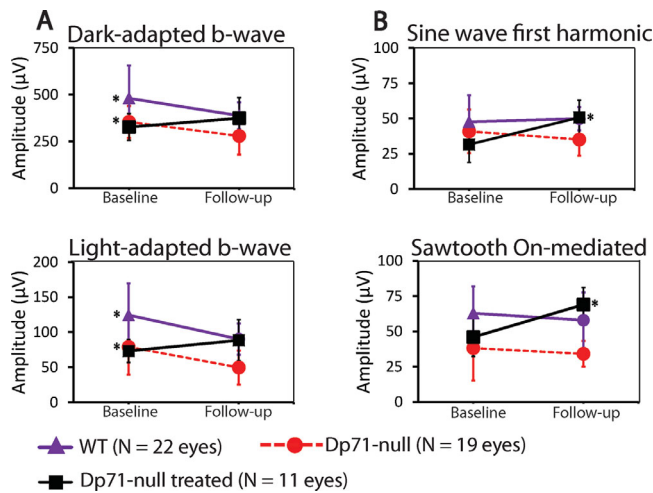 A
Dark-adapted b-wave
Amplitude (µV)
750
500
250
0
*
*
Baseline
Follow-up
Light-adapted b-wave
Amplitude (µV)
200
150
100
50
0
*
*
Baseline
Follow-up
B
Sine wave first harmonic
Amplitude (µV)
100
75
50
25
0
*
Baseline
Follow-up
Sawtooth On-mediated
Amplitude (µV)
100
75
50
25
0
*
Baseline
Follow-up
WT (N = 22 eyes)
Dp71-null (N = 19 eyes)
Dp71-null treated (N = 11 eyes)